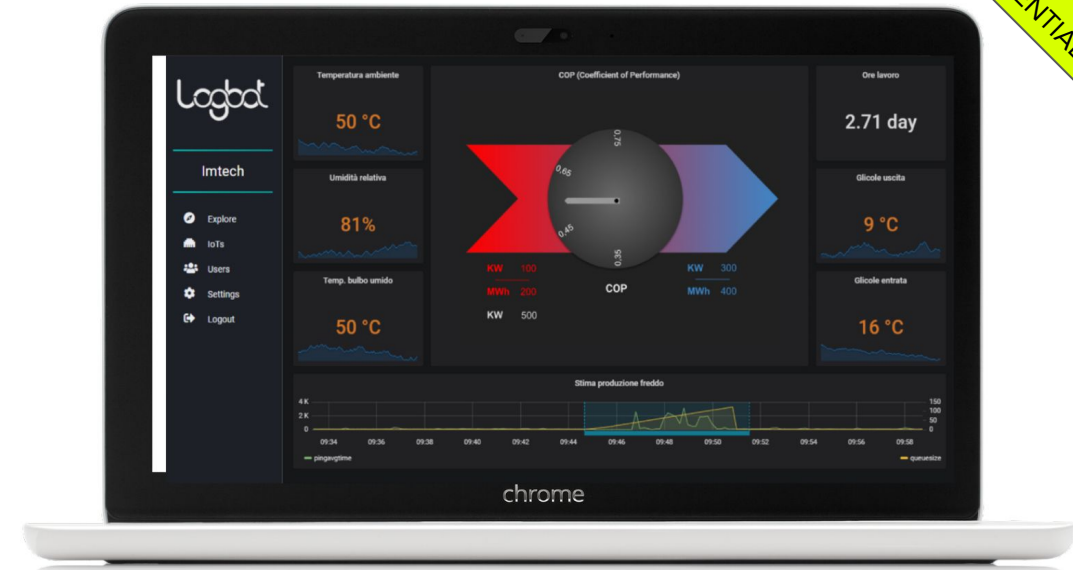 Logbot
Imtech
Explore
IoTs
Users
Settings
Logout
Temperatura ambiente
50 °C
Umidità relativa
81%
Temp. bulbo umido
50 °C
COP (Coefficient of Performance)
0.75
0.65
0.45
0.35
KW 100
MWh 200
KW 500
COP
KW 300
MWh 400
Ore lavoro
2.71 day
Glicole uscita
9 °C
Glicole entrata
16 °C
Stima produzione freddo
4 K
2 K
0
150
100
50
0
09:34 09:36 09:38 09:40 09:42 09:44 09:46 09:48 09:50 09:52 09:54 09:56 09:58
pingavgtime
queuesize
chrome